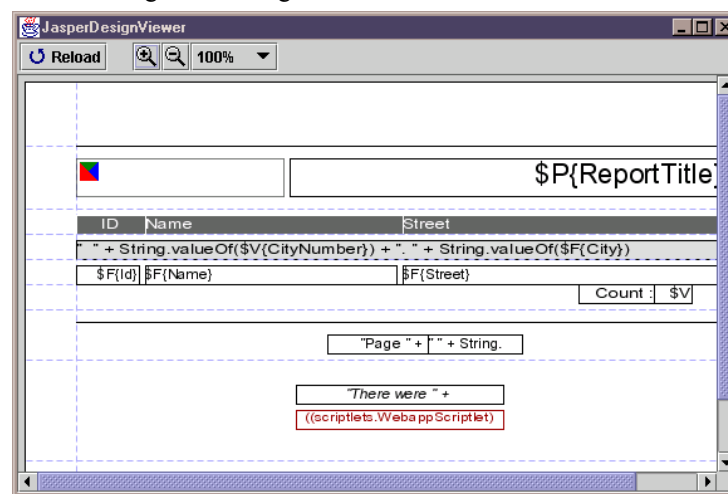 JasperDesignViewer
Reload 100%
$P{ReportTitle}
ID Name Street
" " + String.valueOf($V{CityNumber}) + ". " + String.valueOf($F{City})
$F{Id} $F{Name} $F{Street}
Count : $V
"Page " + " " + String.
"There were " +
((scriptlets.WebappScriptlet)